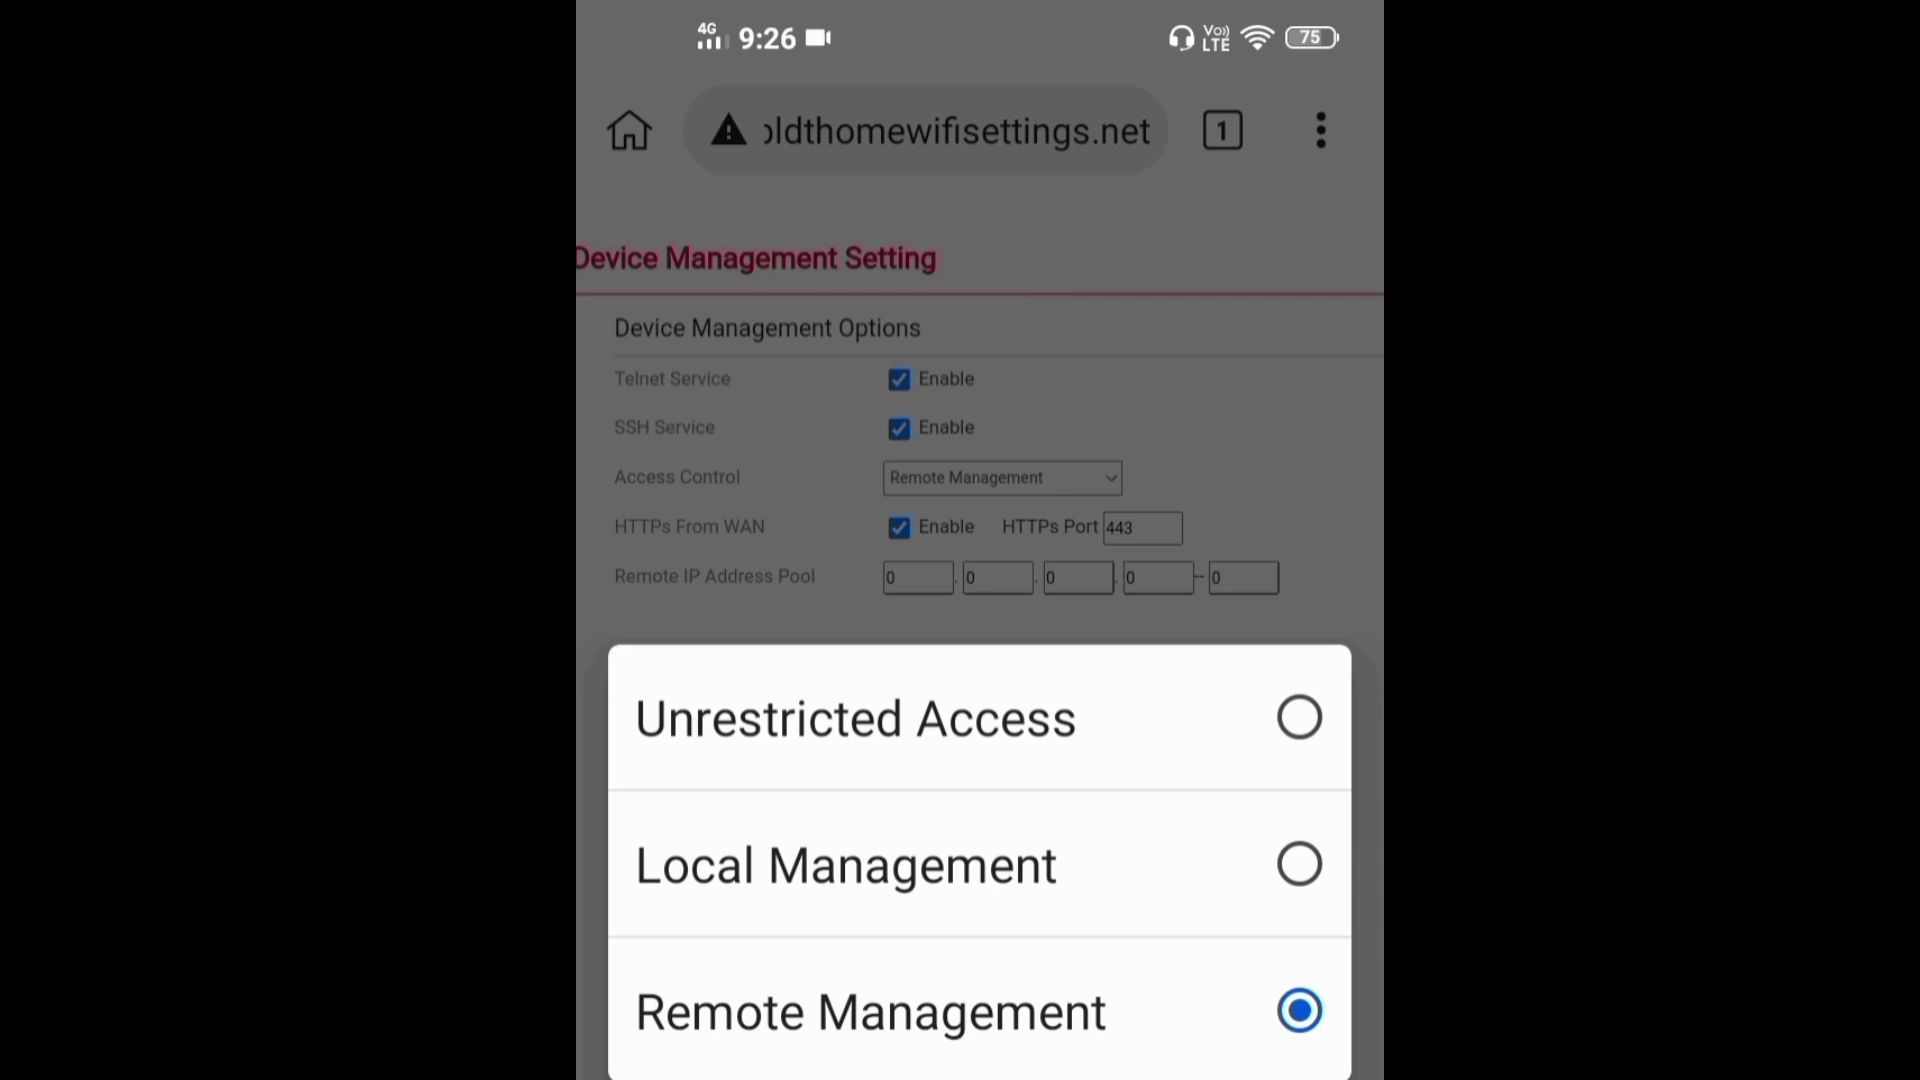 4G 9:26 Vo)) LTE 75
oldthomewifisettings.net 1
Device Management Setting
Device Management Options
Telnet Service Enable
SSH Service Enable
Access Control Remote Management
HTTPs From WAN Enable HTTPs Port 443
Remote IP Address Pool 0 . 0 . 0 . 0 -- 0
Unrestricted Access
Local Management
Remote Management